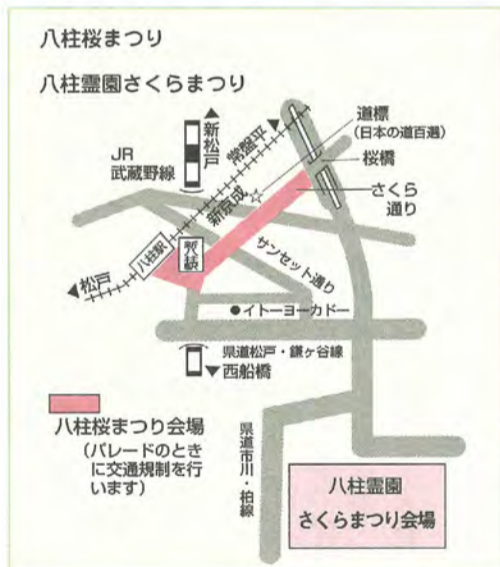 八柱桜まつり
八柱霊園さくらまつり
▲新松戸
JR
武蔵野線
常盤平▼
新京成
☆
道標
(日本の道百選)
桜橋
さくら
通り
八柱駅
新八柱駅
◀松戸
サンセット通り
●イトーヨーカドー
県道松戸・鎌ヶ谷線
▼西船橋
八柱桜まつり会場
(パレードのとき
に交通規制を行
います)
県道市川・柏線
八柱霊園
さくらまつり会場